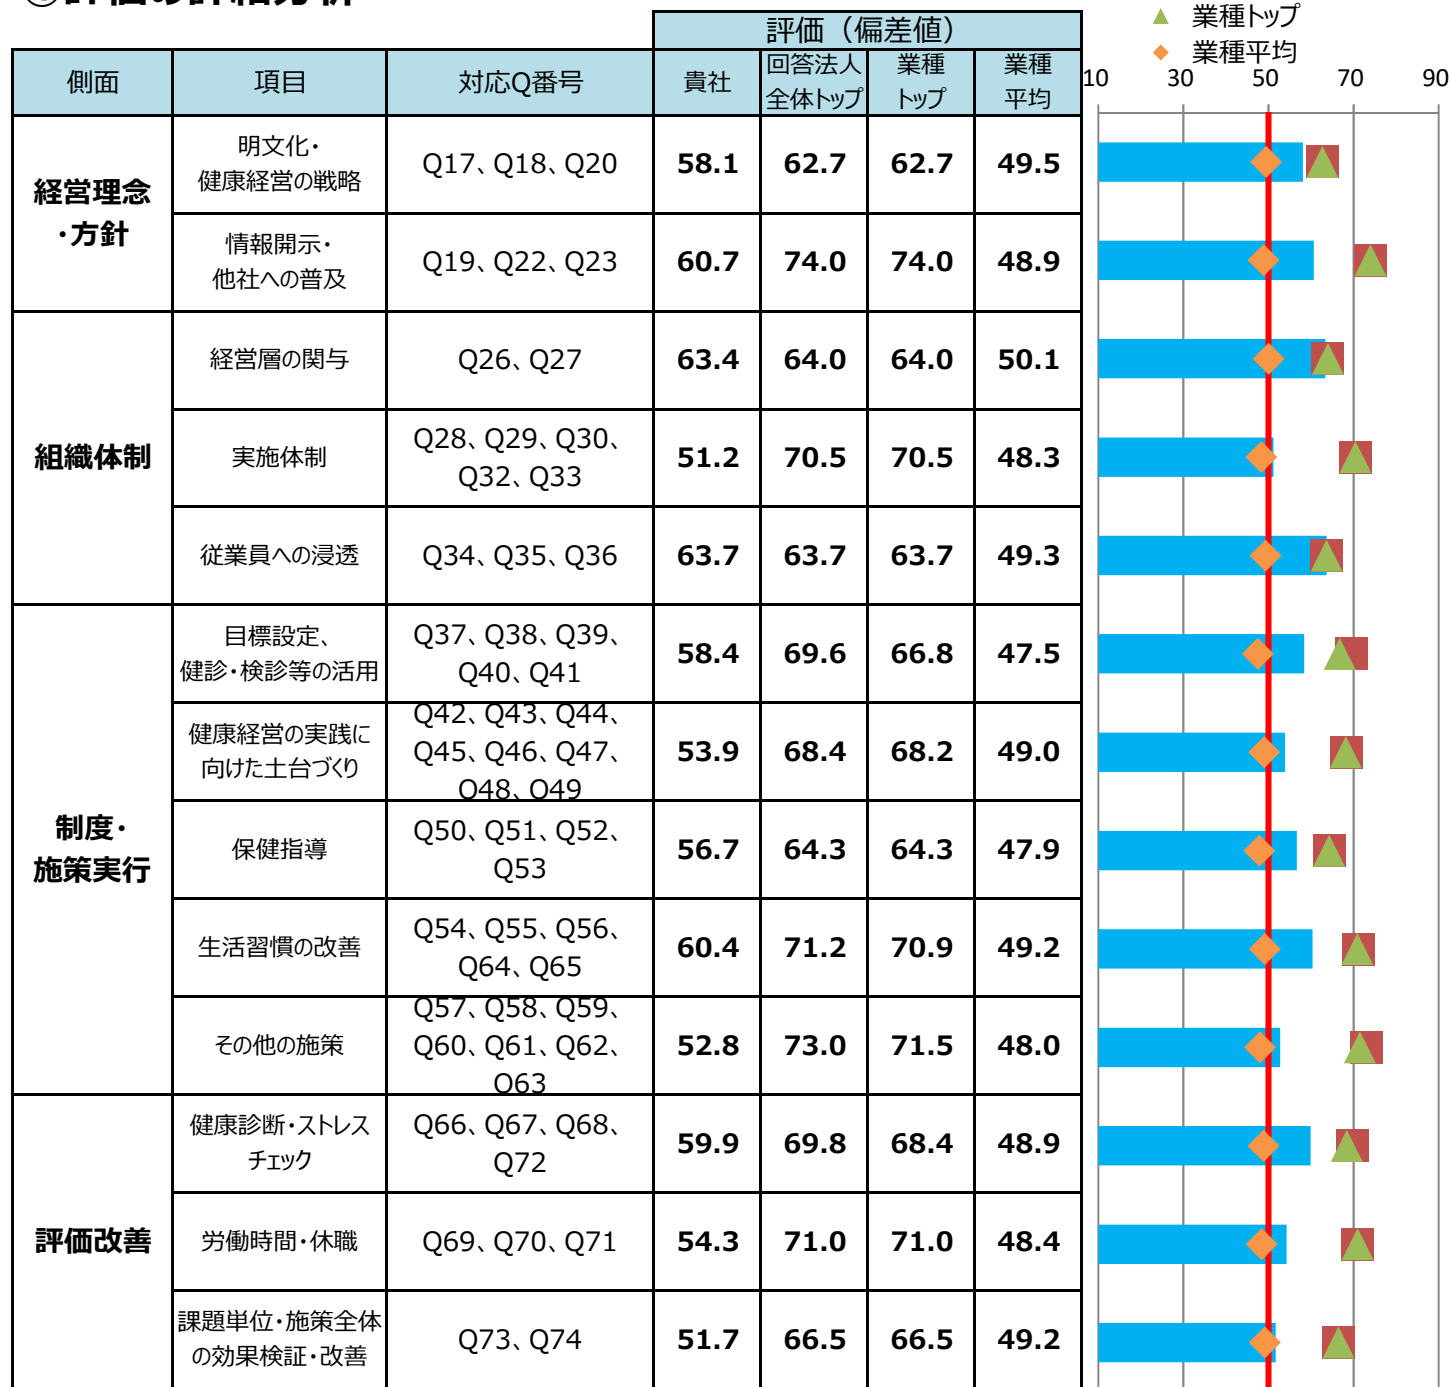 評価の詳細分析
▲ 業種トップ
◆ 業種平均
評価（偏差値）
側面 項目 対応Q番号 貴社 回答法人 業種 業種
全体トップ トップ 平均
10 30 50 70 90
経営理念
・方針
明文化・
健康経営の戦略
Q17、Q18、Q20 58.1 62.7 62.7 49.5
情報開示・
他社への普及
Q19、Q22、Q23 60.7 74.0 74.0 48.9
組織体制
経営層の関与 Q26、Q27 63.4 64.0 64.0 50.1
実施体制
Q28、Q29、Q30、
Q32、Q33
51.2 70.5 70.5 48.3
従業員への浸透 Q34、Q35、Q36 63.7 63.7 63.7 49.3
制度・
施策実行
目標設定、
健診・検診等の活用
Q37、Q38、Q39、
Q40、Q41
58.4 69.6 66.8 47.5
健康経営の実践に
向けた土台づくり
Q42、Q43、Q44、
Q45、Q46、Q47、
Q48、Q49
53.9 68.4 68.2 49.0
保健指導
Q50、Q51、Q52、
Q53
56.7 64.3 64.3 47.9
生活習慣の改善
Q54、Q55、Q56、
Q64、Q65
60.4 71.2 70.9 49.2
その他の施策
Q57、Q58、Q59、
Q60、Q61、Q62、
Q63
52.8 73.0 71.5 48.0
評価改善
健康診断・ストレス
チェック
Q66、Q67、Q68、
Q72
59.9 69.8 68.4 48.9
労働時間・休職 Q69、Q70、Q71 54.3 71.0 71.0 48.4
課題単位・施策全体
の効果検証・改善
Q73、Q74 51.7 66.5 66.5 49.2